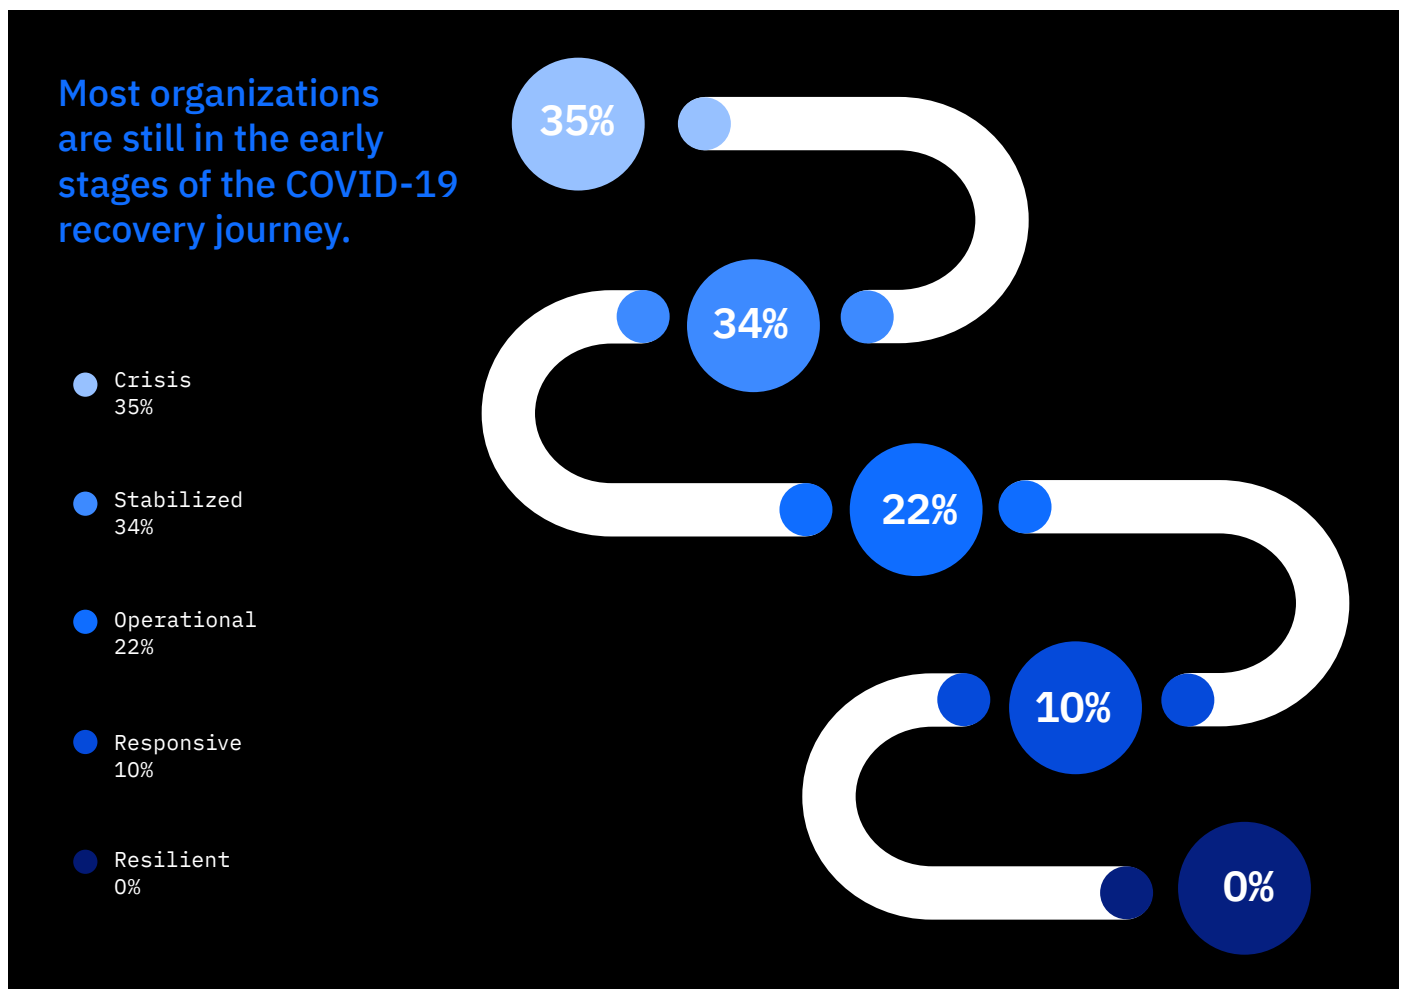 Most organizations
are still in the early
stages of the COVID-19
recovery journey.
Crisis
35%
Stabilized
34%
Operational
22%
Responsive
10%
Resilient
0%
35%
34%
22%
10%
0%